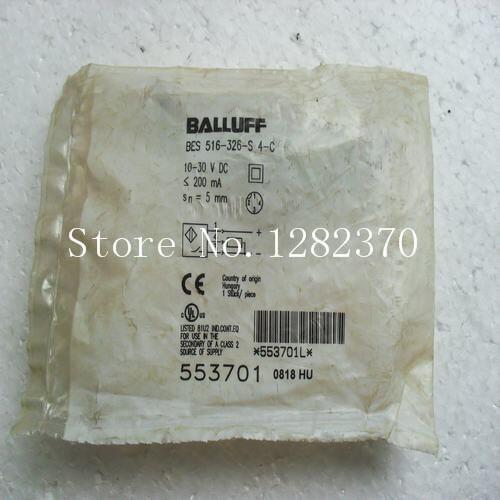 BALLUFF
BES 516-326-S 4-C
10-30 V DC
≤ 200 mA
sn = 5 mm
Store No. :1282370
+
−
CE
Country of origin
Hungary
1 Stück/ piece
UL
LISTED 81U2 IND.CONT.EQ
FOR USE IN THE
SECONDARY OF A CLASS 2
SOURCE OF SUPPLY
*553701L*
553701 0818 HU